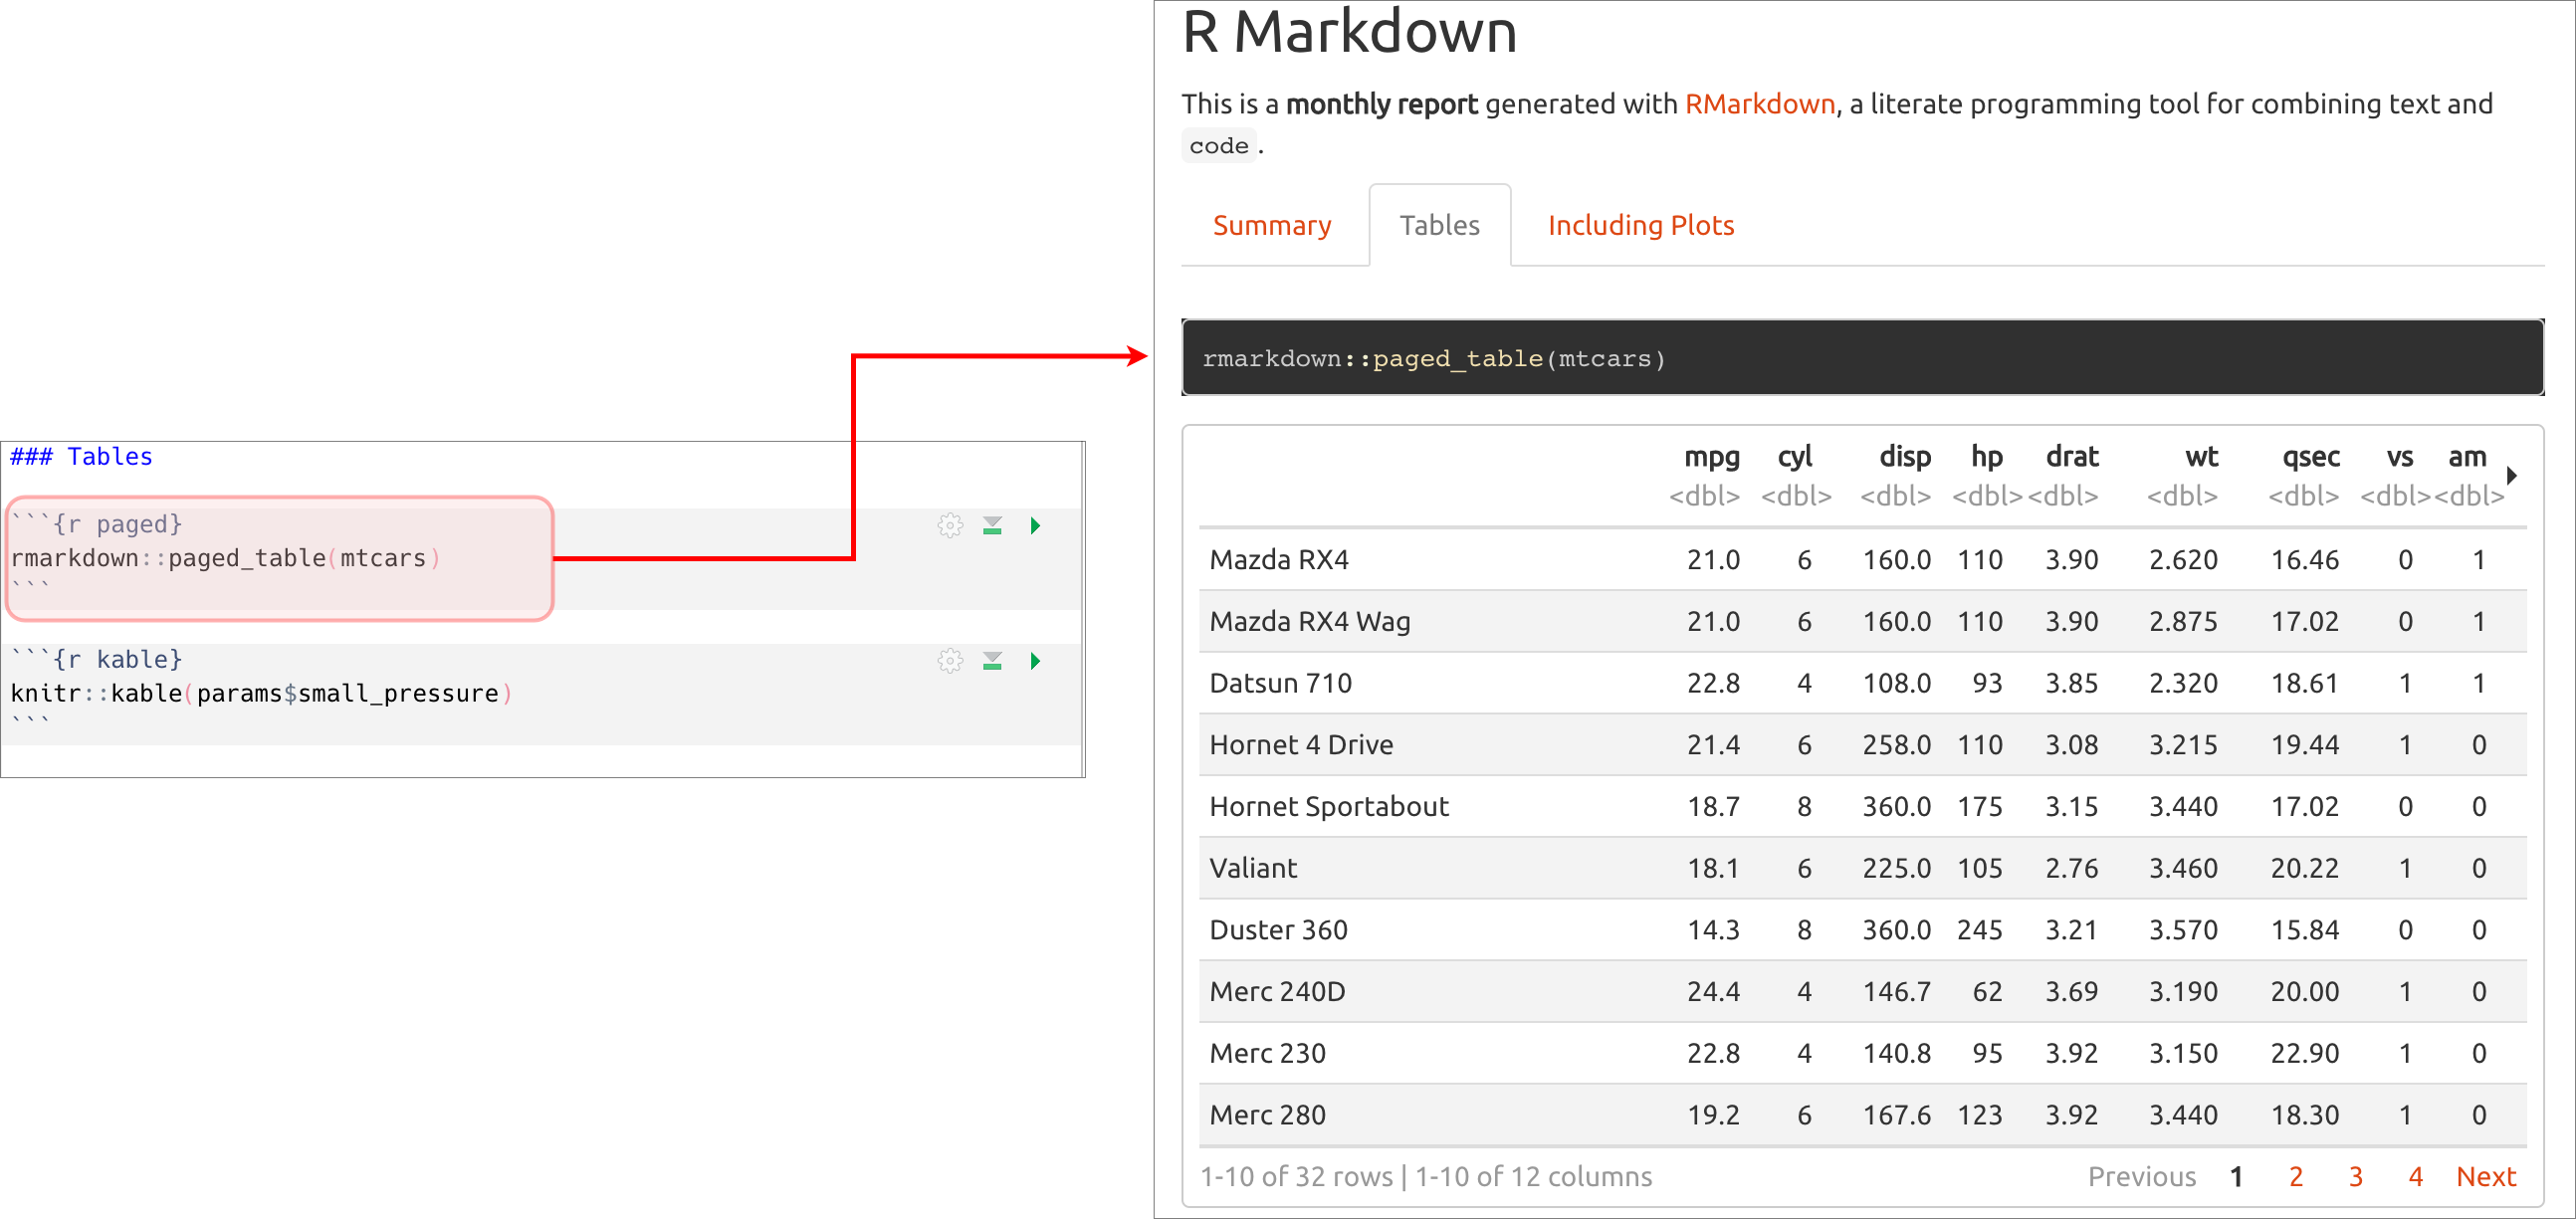 ### Tables
```{r paged}
rmarkdown::paged_table(mtcars)
```
```{r kable}
knitr::kable(params$small_pressure)
```
R Markdown
This is a monthly report generated with RMarkdown, a literate programming tool for combining text and
code.
Summary Tables Including Plots
rmarkdown::paged_table(mtcars)
mpg cyl disp hp drat wt qsec vs am
<dbl> <dbl> <dbl> <dbl> <dbl> <dbl> <dbl> <dbl> <dbl>
Mazda RX4 21.0 6 160.0 110 3.90 2.620 16.46 0 1
Mazda RX4 Wag 21.0 6 160.0 110 3.90 2.875 17.02 0 1
Datsun 710 22.8 4 108.0 93 3.85 2.320 18.61 1 1
Hornet 4 Drive 21.4 6 258.0 110 3.08 3.215 19.44 1 0
Hornet Sportabout 18.7 8 360.0 175 3.15 3.440 17.02 0 0
Valiant 18.1 6 225.0 105 2.76 3.460 20.22 1 0
Duster 360 14.3 8 360.0 245 3.21 3.570 15.84 0 0
Merc 240D 24.4 4 146.7 62 3.69 3.190 20.00 1 0
Merc 230 22.8 4 140.8 95 3.92 3.150 22.90 1 0
Merc 280 19.2 6 167.6 123 3.92 3.440 18.30 1 0
1-10 of 32 rows | 1-10 of 12 columns Previous 1 2 3 4 Next